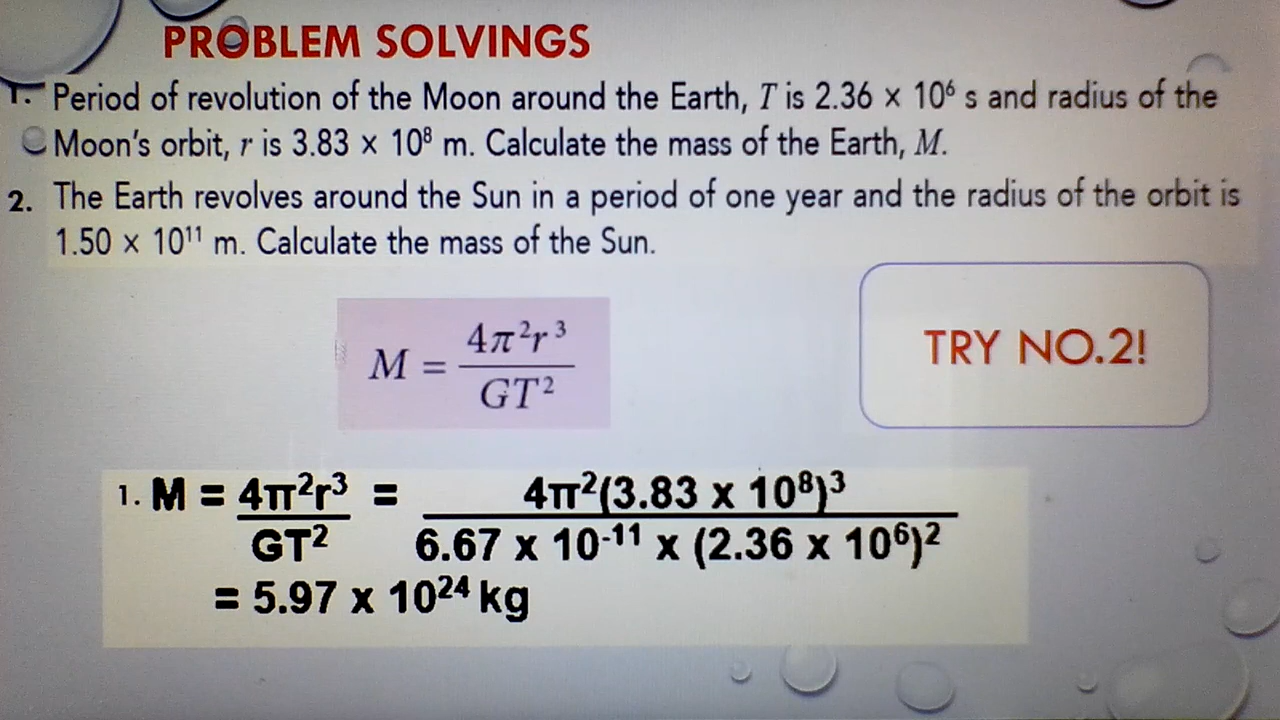 PROBLEM SOLVINGS
1. Period of revolution of the Moon around the Earth, T is 2.36 × 10⁶ s and radius of the
Moon's orbit, r is 3.83 × 10⁸ m. Calculate the mass of the Earth, M.
2. The Earth revolves around the Sun in a period of one year and the radius of the orbit is
1.50 × 10¹¹ m. Calculate the mass of the Sun.
M = 4π²r³
GT²
TRY NO.2!
1. M = 4π²r³ = 4π²(3.83 x 10⁸)³
GT² 6.67 x 10⁻¹¹ x (2.36 x 10⁶)²
= 5.97 x 10²⁴ kg